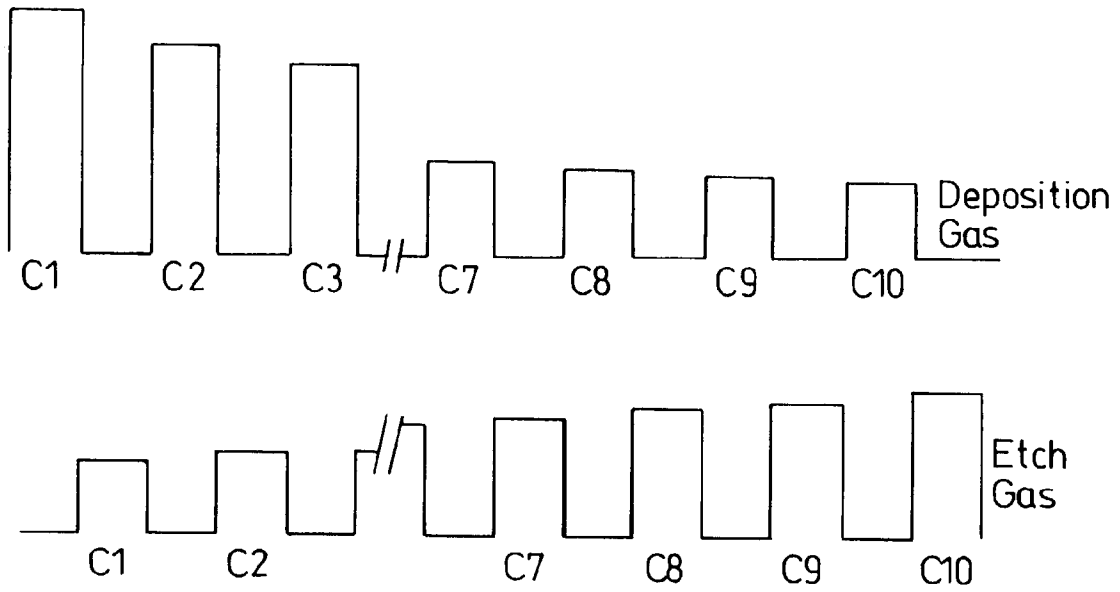 Deposition
Gas
C1 C2 C3 C7 C8 C9 C10
Etch
Gas
C1 C2 C7 C8 C9 C10